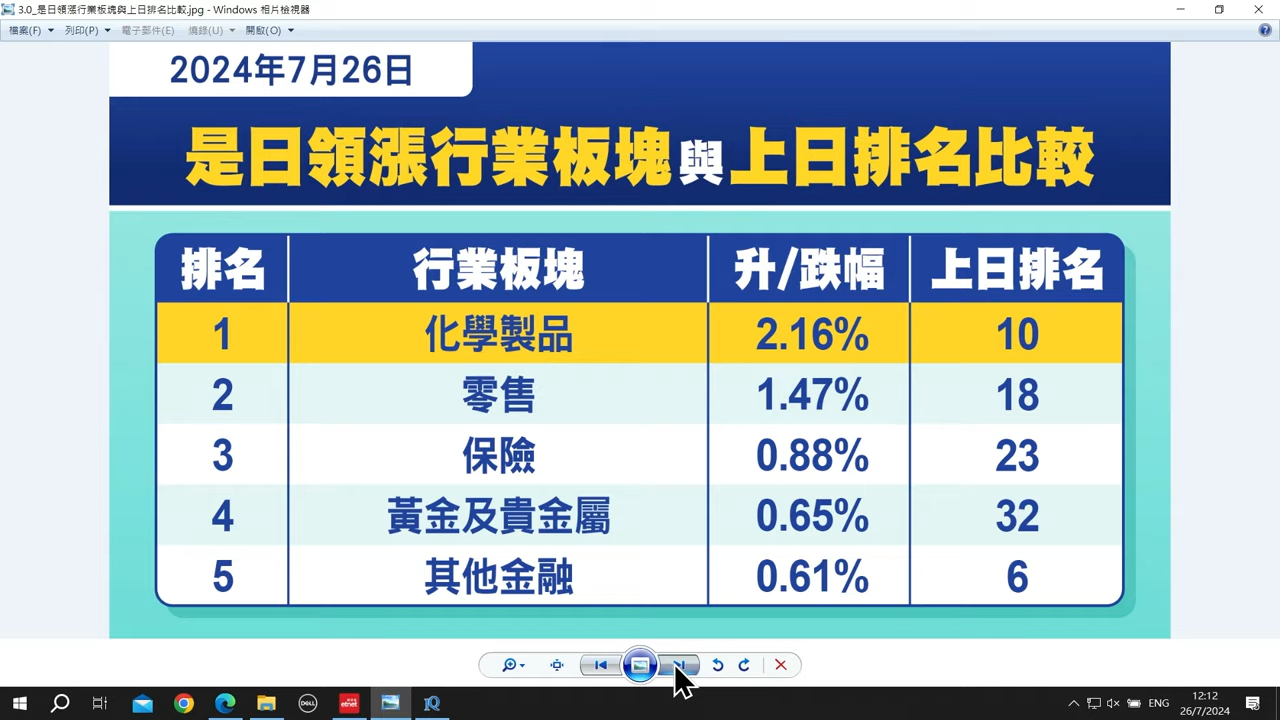 3.0_是日領漲行業板塊與上日排名比較.jpg - Windows 相片檢視器
檔案(F) 列印(P) 電子郵件(E) 燒錄(U) 開啟(O)
2024年7月26日
是日領漲行業板塊與上日排名比較
排名 行業板塊 升/跌幅 上日排名
1 化學製品 2.16% 10
2 零售 1.47% 18
3 保險 0.88% 23
4 黃金及貴金屬 0.65% 32
5 其他金融 0.61% 6
DELL
etnet
IQ
ENG
12:12
26/7/2024